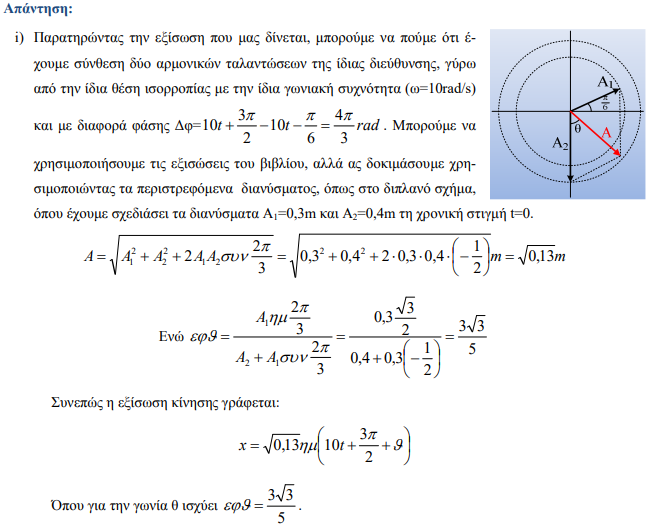 Απάντηση:
i) Παρατηρώντας την εξίσωση που μας δίνεται, μπορούμε να πούμε ότι έ-
χουμε σύνθεση δύο αρμονικών ταλαντώσεων της ίδιας διεύθυνσης, γύρω
από την ίδια θέση ισορροπίας με την ίδια γωνιακή συχνότητα (ω=10rad/s)
και με διαφορά φάσης Δφ=10t + 3π/2 − 10t − π/6 = 4π/3 rad . Μπορούμε να
χρησιμοποιήσουμε τις εξισώσεις του βιβλίου, αλλά ας δοκιμάσουμε χρη-
σιμοποιώντας τα περιστρεφόμενα διανύσματος, όπως στο διπλανό σχήμα,
όπου έχουμε σχεδιάσει τα διανύσματα A₁=0,3m και A₂=0,4m τη χρονική στιγμή t=0.
A₁
π/6
θ
A
A₂
A = √(A₁² + A₂² + 2A₁A₂συν 2π/3) = √(0,3² + 0,4² + 2·0,3·0,4·(−1/2)) m = √0,13 m
Ενώ εφϑ = (A₁ημ 2π/3)/(A₂ + A₁συν 2π/3) = (0,3 √3/2)/(0,4 + 0,3(−1/2)) = 3√3/5
Συνεπώς η εξίσωση κίνησης γράφεται:
x = √0,13 ημ(10t + 3π/2 + ϑ)
Όπου για την γωνία θ ισχύει εφϑ = 3√3/5 .